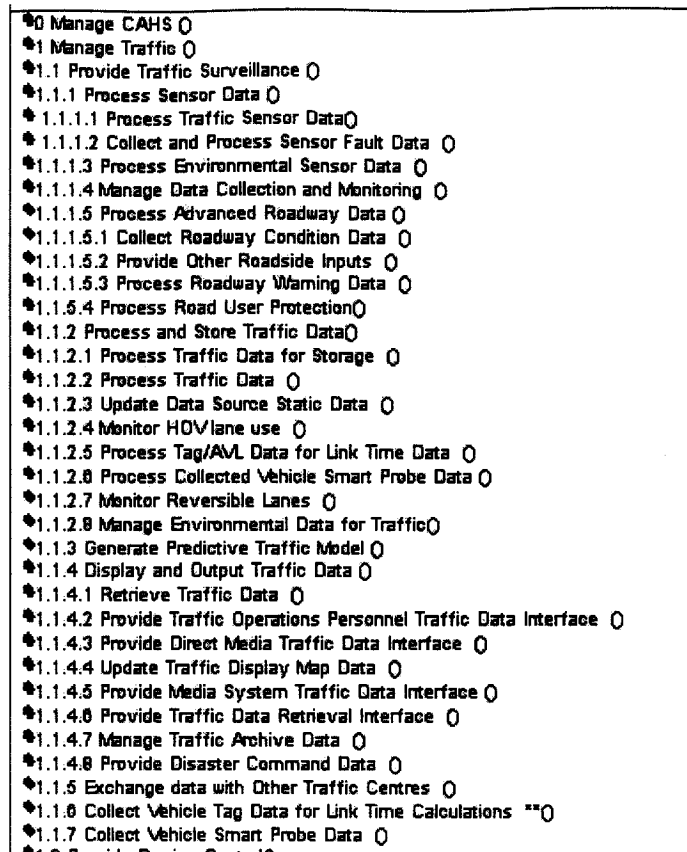 0 Manage CAHS ()
1 Manage Traffic ()
1.1 Provide Traffic Surveillance ()
1.1.1 Process Sensor Data ()
1.1.1.1 Process Traffic Sensor Data()
1.1.1.2 Collect and Process Sensor Fault Data ()
1.1.1.3 Process Environmental Sensor Data ()
1.1.1.4 Manage Data Collection and Monitoring ()
1.1.1.5 Process Advanced Roadway Data ()
1.1.1.5.1 Collect Roadway Condition Data ()
1.1.1.5.2 Provide Other Roadside Inputs ()
1.1.1.5.3 Process Roadway Warning Data ()
1.1.5.4 Process Road User Protection()
1.1.2 Process and Store Traffic Data()
1.1.2.1 Process Traffic Data for Storage ()
1.1.2.2 Process Traffic Data ()
1.1.2.3 Update Data Source Static Data ()
1.1.2.4 Monitor HOV lane use ()
1.1.2.5 Process Tag/AVL Data for Link Time Data ()
1.1.2.6 Process Collected Vehicle Smart Probe Data ()
1.1.2.7 Monitor Reversible Lanes ()
1.1.2.8 Manage Environmental Data for Traffic()
1.1.3 Generate Predictive Traffic Model ()
1.1.4 Display and Output Traffic Data ()
1.1.4.1 Retrieve Traffic Data ()
1.1.4.2 Provide Traffic Operations Personnel Traffic Data Interface ()
1.1.4.3 Provide Direct Media Traffic Data Interface ()
1.1.4.4 Update Traffic Display Map Data ()
1.1.4.5 Provide Media System Traffic Data Interface ()
1.1.4.6 Provide Traffic Data Retrieval Interface ()
1.1.4.7 Manage Traffic Archive Data ()
1.1.4.8 Provide Disaster Command Data ()
1.1.5 Exchange data with Other Traffic Centres ()
1.1.6 Collect Vehicle Tag Data for Link Time Calculations **()
1.1.7 Collect Vehicle Smart Probe Data ()